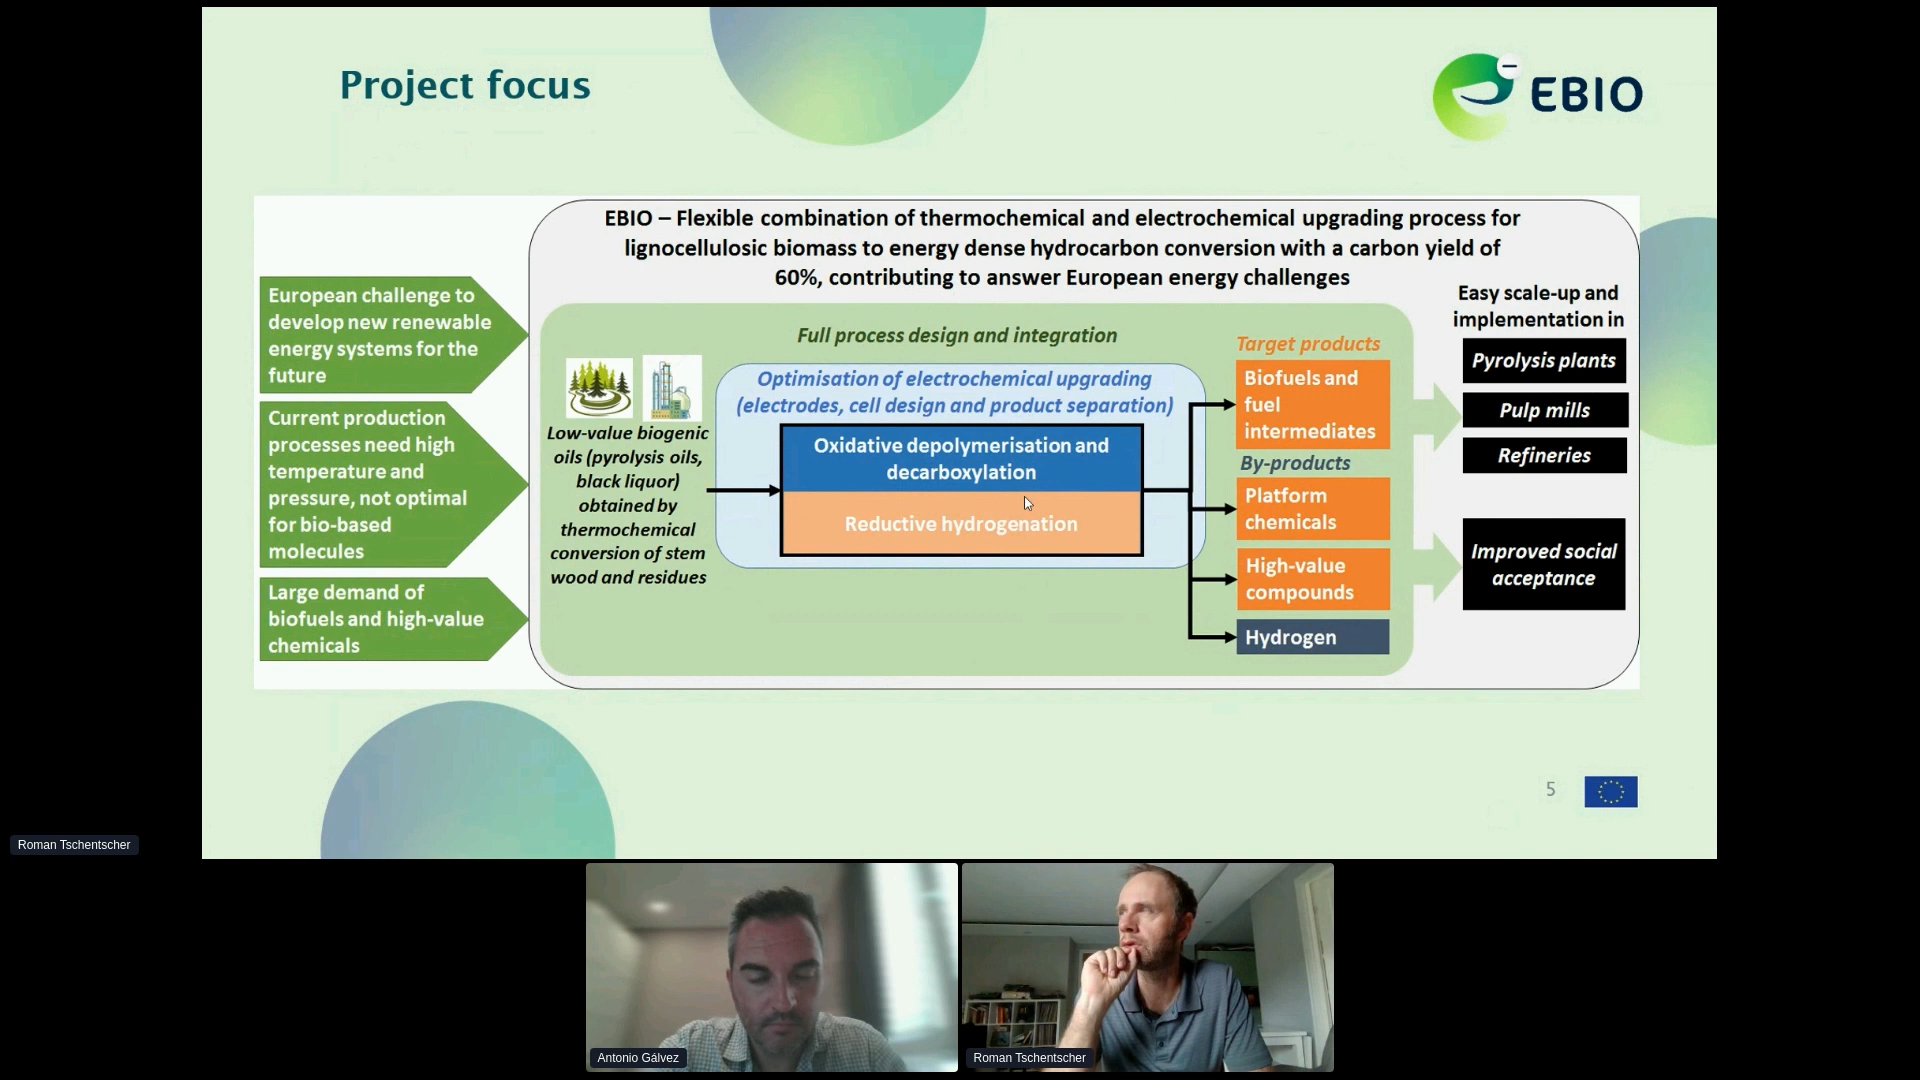 Project focus
EBIO
EBIO – Flexible combination of thermochemical and electrochemical upgrading process for
lignocellulosic biomass to energy dense hydrocarbon conversion with a carbon yield of
60%, contributing to answer European energy challenges
European challenge to
develop new renewable
energy systems for the
future
Current production
processes need high
temperature and
pressure, not optimal
for bio-based
molecules
Large demand of
biofuels and high-value
chemicals
Full process design and integration
Low-value biogenic
oils (pyrolysis oils,
black liquor)
obtained by
thermochemical
conversion of stem
wood and residues
Optimisation of electrochemical upgrading
(electrodes, cell design and product separation)
Oxidative depolymerisation and
decarboxylation
Reductive hydrogenation
Target products
Biofuels and
fuel
intermediates
By-products
Platform
chemicals
High-value
compounds
Hydrogen
Easy scale-up and
implementation in
Pyrolysis plants
Pulp mills
Refineries
Improved social
acceptance
5
Roman Tschentscher
Antonio Gálvez
Roman Tschentscher